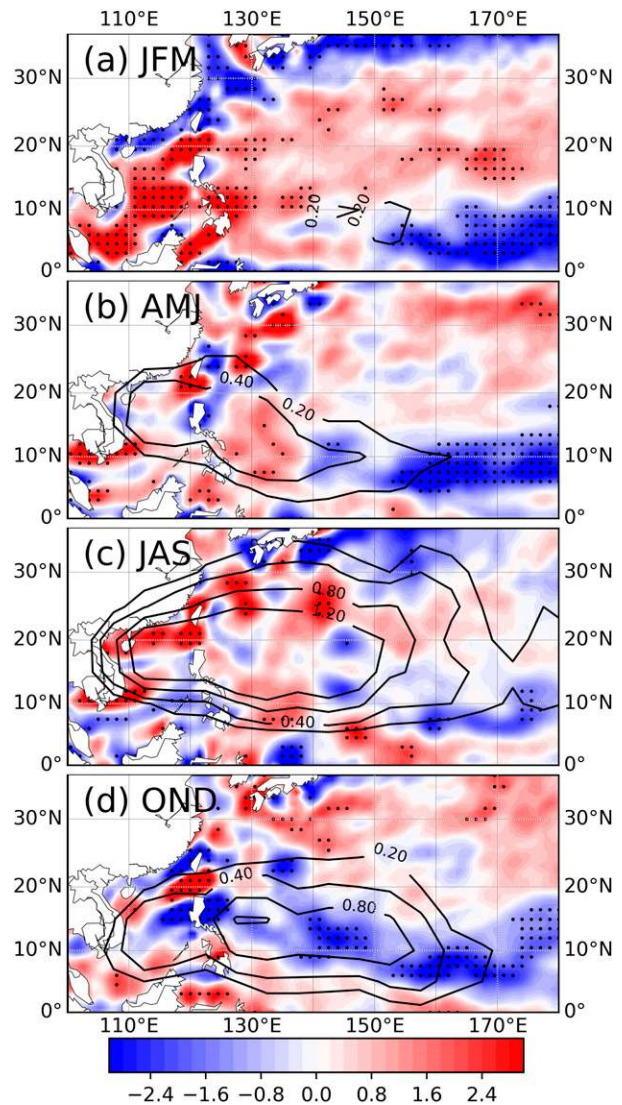 110°E 130°E 150°E 170°E
(a) JFM
30°N 30°N
20°N 20°N
10°N 10°N
0° 0°
0.20 0.20
(b) AMJ
30°N 30°N
20°N 20°N
10°N 10°N
0° 0°
0.40 0.20
(c) JAS
30°N 30°N
20°N 20°N
10°N 10°N
0° 0°
0.80
1.20
0.40
(d) OND
30°N 30°N
20°N 20°N
10°N 10°N
0° 0°
0.20
0.40
0.80
110°E 130°E 150°E 170°E
−2.4 −1.6 −0.8 0.0 0.8 1.6 2.4